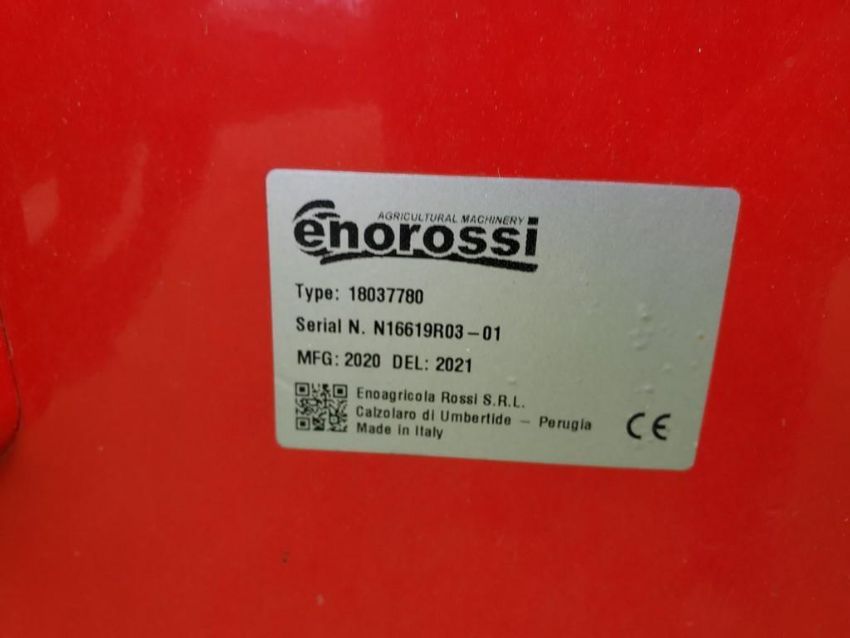 AGRICULTURAL MACHINERY
enorossi
Type: 18037780
Serial N. N16619R03-01
MFG: 2020 DEL: 2021
Enoagricola Rossi S.R.L.
Calzolaro di Umbertide - Perugia
Made in Italy
CE